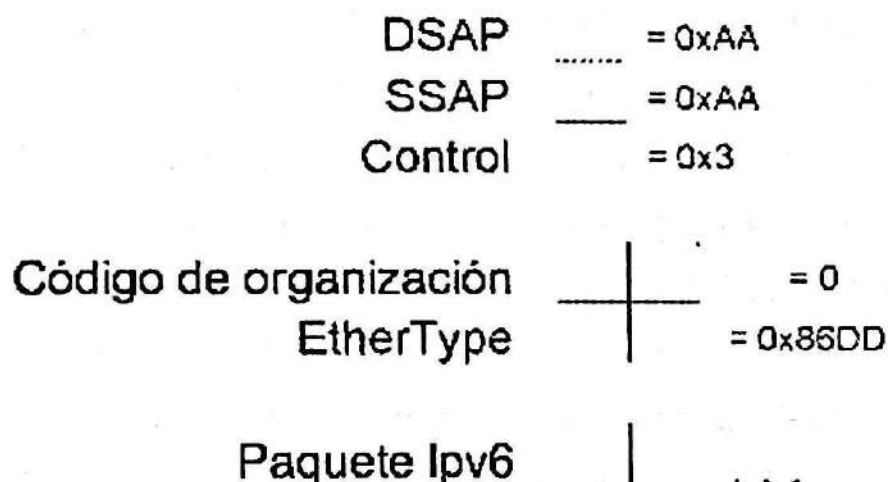 DSAP = 0xAA
SSAP = 0xAA
Control = 0x3
Código de organización = 0
EtherType = 0x86DD
Paquete Ipv6